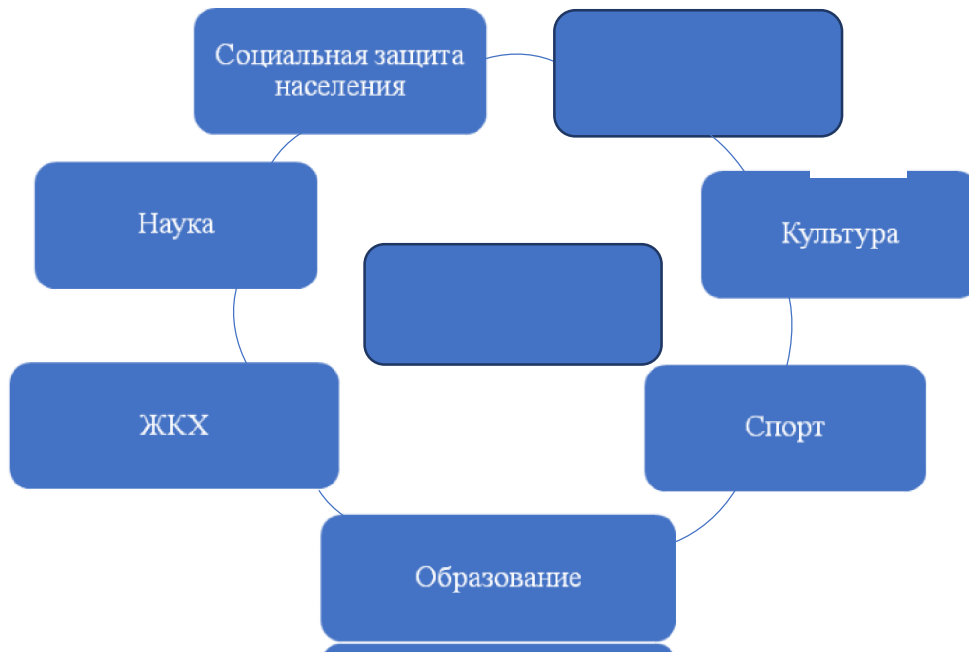 Социальная защита
населения
Наука
Культура
ЖКХ
Спорт
Образование